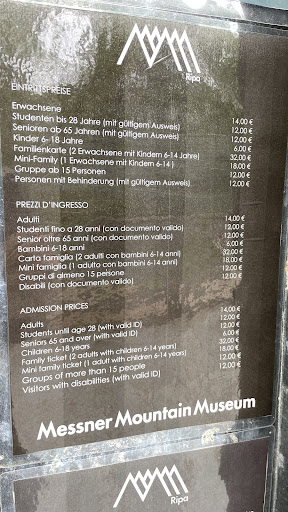 Ripa
EINTRITTSPREISE
Erwachsene 14,00 €
Studenten bis 28 Jahre (mit gültigem Ausweis) 12,00 €
Senioren ab 65 Jahren (mit gültigem Ausweis) 12,00 €
Kinder 6- 18 Jahre 6,00 €
Familienkarte (2 Erwachsene mit Kindern 6-14 Jahre) 32,00 €
Mini-Family (1 Erwachsene mit Kindern 6-14 ) 18,00 €
Gruppe ab 15 Personen 12,00 €
Personen mit Behinderung (mit gültigem Ausweis) 12,00 €
PREZZI D'INGRESSO
Adulti 14,00 €
Studenti fino a 28 anni (con documento valido) 12,00 €
Senior oltre 65 anni (con documento valido) 12,00 €
Bambini 6-18 anni 6,00 €
Carta famiglia (2 adulti con bambini 6-14 anni) 32,00 €
Mini famiglia (1 adulto con bambini 6-14 anni) 18,00 €
Gruppi di almeno 15 persone 12,00 €
Disabili (con documento valido) 12,00 €
ADMISSION PRICES
Adults 14,00 €
Students until age 28 (with valid ID) 12,00 €
Seniors 65 and over (with valid ID) 12,00 €
Children 6-18 years 6,00 €
Family ticket (2 adults with children 6-14 years) 32,00 €
Mini family ticket (1 adult with children 6-14 years) 18,00 €
Groups of more than 15 people 12,00 €
Visitors with disabilities (with valid ID) 12,00 €
Messner Mountain Museum
Ripa